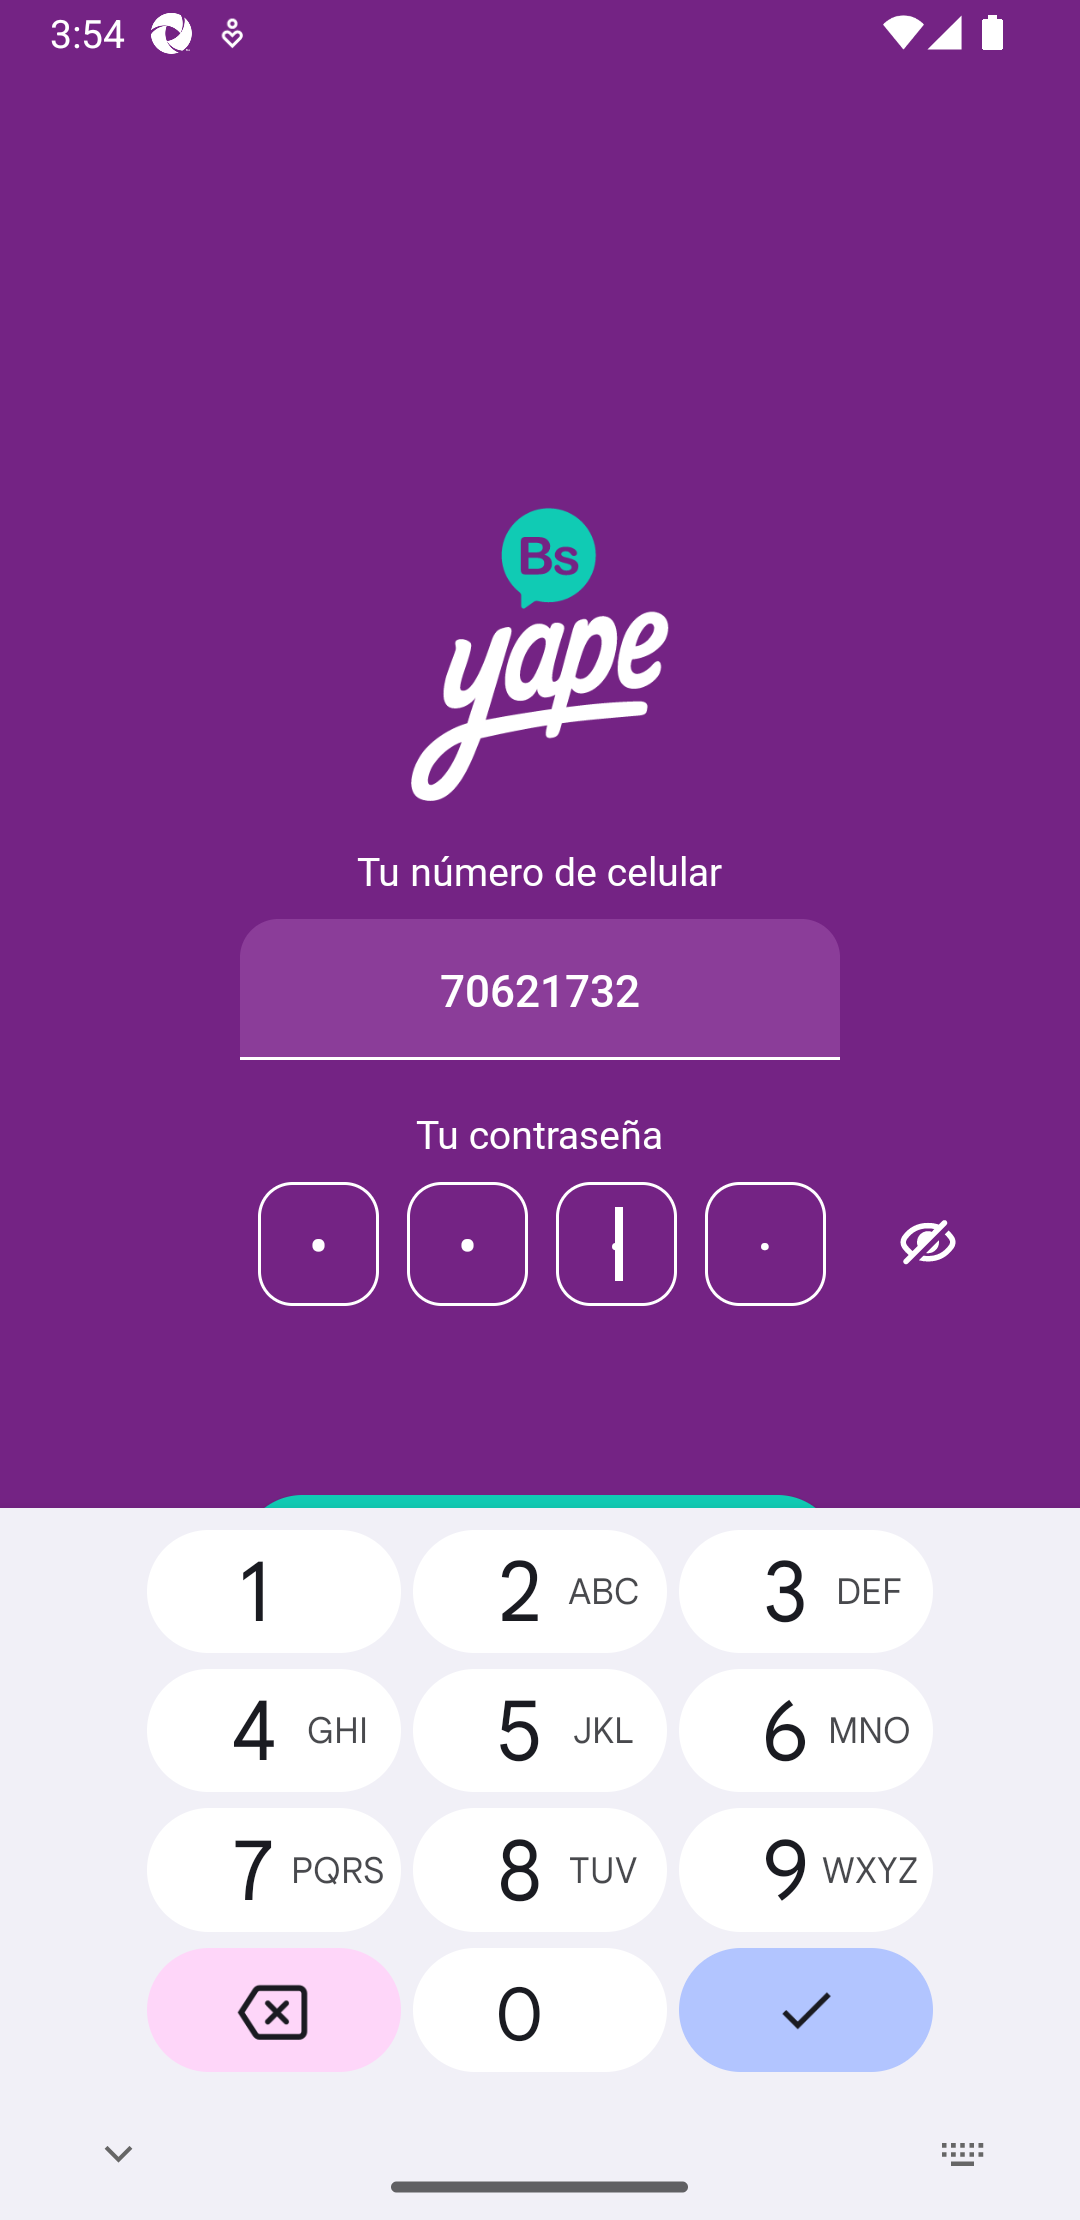 3:54
Bs
yape
Tu número de celular
70621732
Tu contraseña
1
2 ABC
3 DEF
4 GHI
5 JKL
6 MNO
7 PQRS
8 TUV
9 WXYZ
0